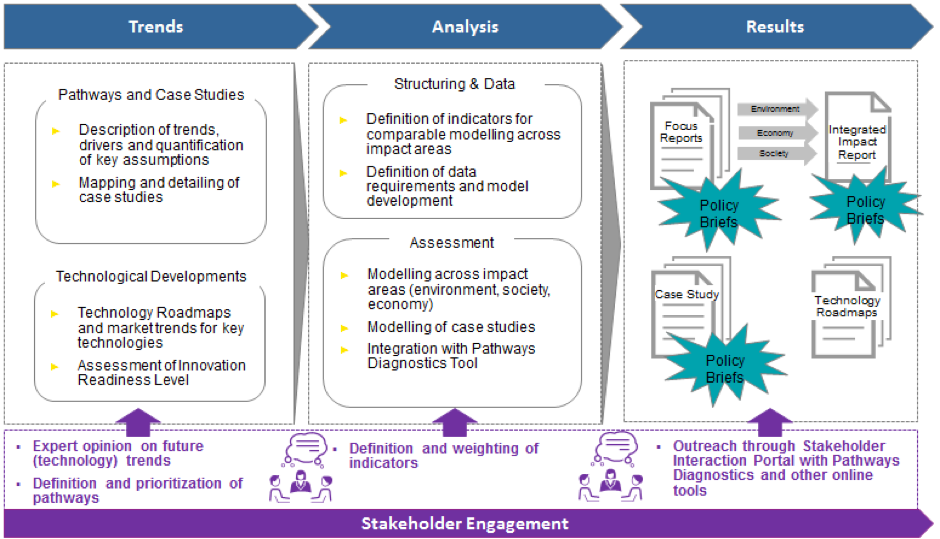 Trends
Analysis
Results
Pathways and Case Studies
Description of trends,
drivers and quantification
of key assumptions
Mapping and detailing of
case studies
Technological Developments
Technology Roadmaps
and market trends for key
technologies
Assessment of Innovation
Readiness Level
Structuring & Data
Definition of indicators for
comparable modelling across
impact areas
Definition of data
requirements and model
development
Assessment
Modelling across impact
areas (environment, society,
economy)
Modelling of case studies
Integration with Pathways
Diagnostics Tool
Focus
Reports
Environment
Economy
Society
Integrated
Impact
Report
Policy
Briefs
Policy
Briefs
Case Study
Policy
Briefs
Technology
Roadmaps
Expert opinion on future
(technology) trends
Definition and prioritization of
pathways
Definition and weighting of
indicators
Outreach through Stakeholder
Interaction Portal with Pathways
Diagnostics and other online
tools
Stakeholder Engagement